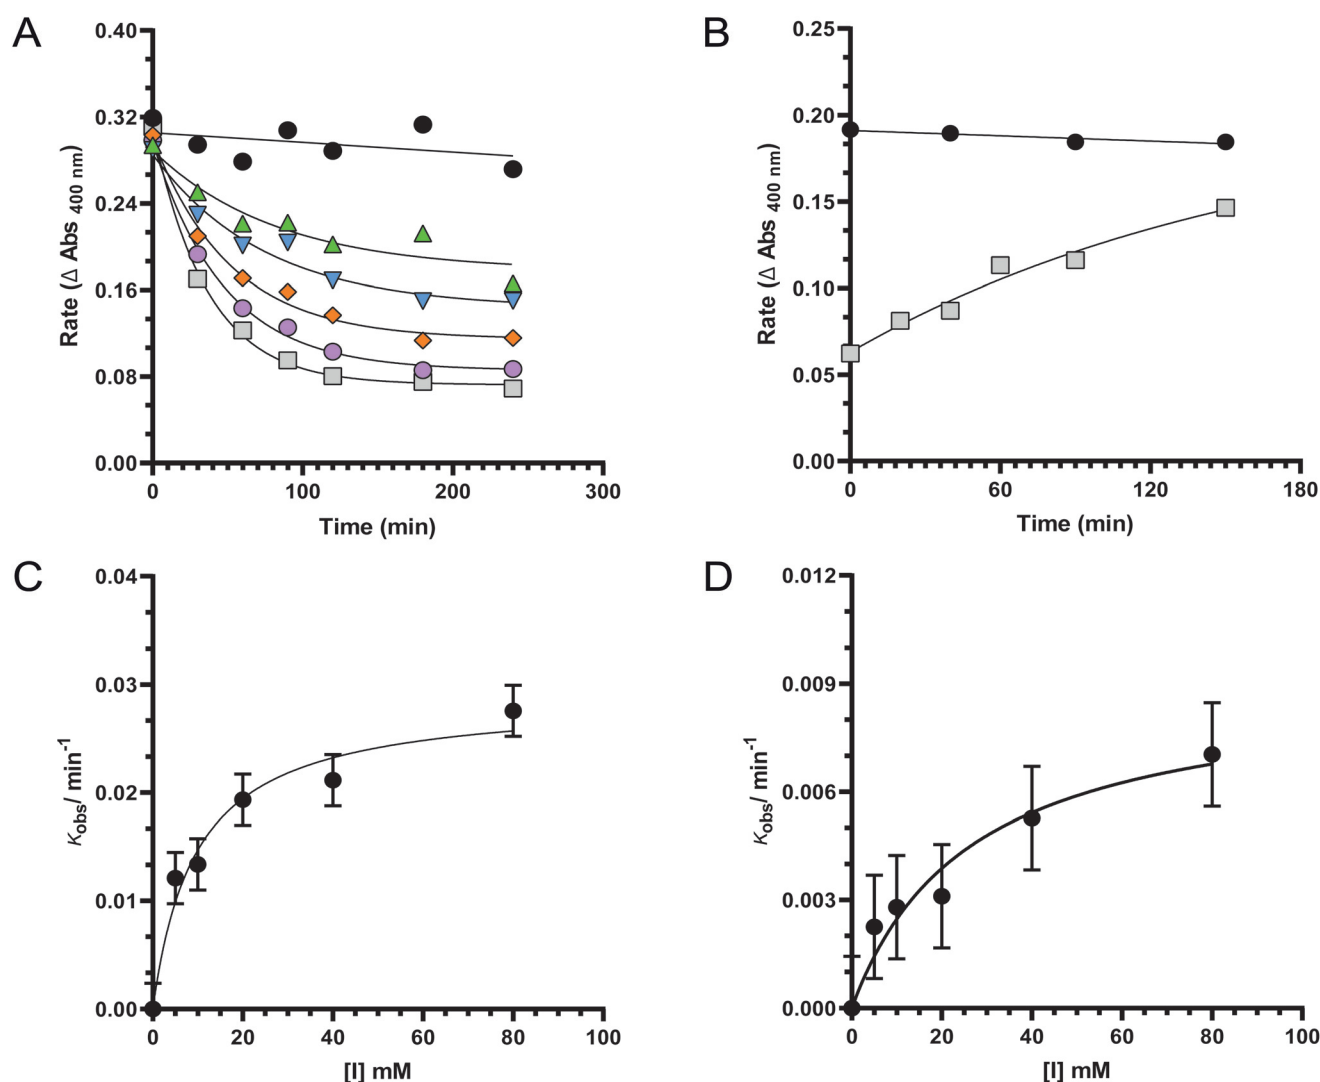 A
Rate (Δ Abs 400 nm)
0.40
0.32
0.24
0.16
0.08
0.00
0 100 200 300
Time (min)
B
Rate (Δ Abs 400 nm)
0.25
0.20
0.15
0.10
0.05
0.00
0 60 120 180
Time (min)
C
κobs/ min-1
0.04
0.03
0.02
0.01
0.00
0 20 40 60 80 100
[I] mM
D
κobs/ min-1
0.012
0.009
0.006
0.003
0.000
0 20 40 60 80 100
[I] mM